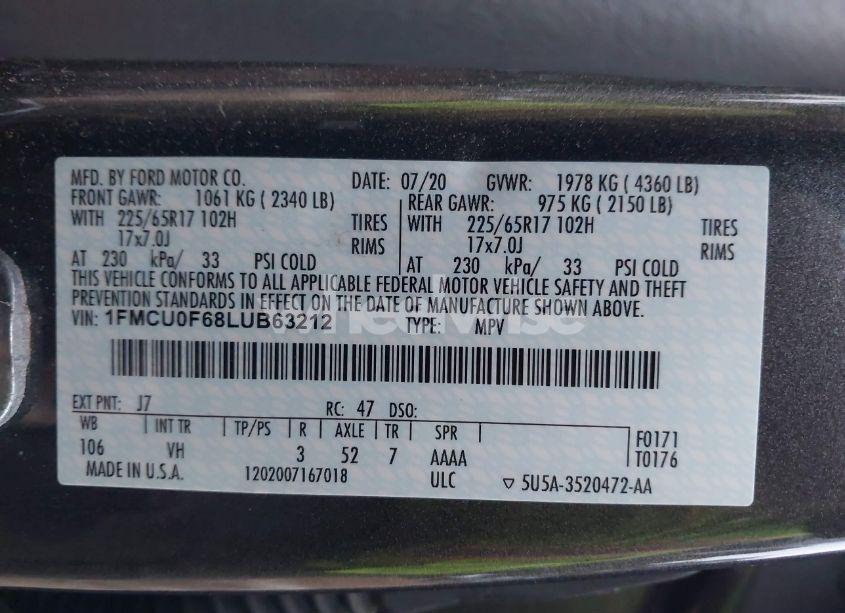 MFD. BY FORD MOTOR CO. DATE: 07/20 GVWR: 1978 KG ( 4360 LB)
FRONT GAWR: 1061 KG ( 2340 LB) REAR GAWR: 975 KG ( 2150 LB)
WITH 225/65R17 102H TIRES WITH 225/65R17 102H TIRES
17x7.0J RIMS 17x7.0J RIMS
AT 230 kPa/ 33 PSI COLD AT 230 kPa/ 33 PSI COLD
THIS VEHICLE CONFORMS TO ALL APPLICABLE FEDERAL MOTOR VEHICLE SAFETY AND THEFT
PREVENTION STANDARDS IN EFFECT ON THE DATE OF MANUFACTURE SHOWN ABOVE.
VIN: 1FMCU0F68LUB63212 TYPE: MPV
EXT PNT: J7 RC: 47 DSO:
WB INT TR TP/PS R AXLE TR SPR F0171
106 VH 3 52 7 AAAA T0176
MADE IN U.S.A. 1202007167018 ULC ▽ 5U5A-3520472-AA